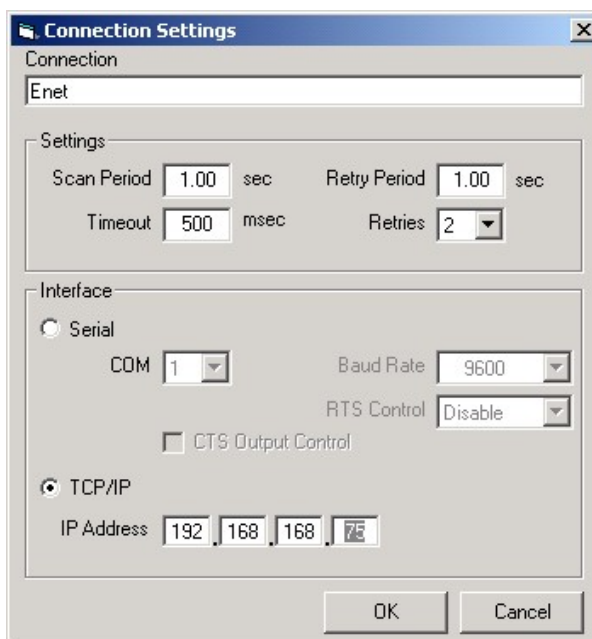 Connection Settings
Connection
Enet
Settings
Scan Period 1.00 sec Retry Period 1.00 sec
Timeout 500 msec Retries 2
Interface
Serial
COM 1 Baud Rate 9600
RTS Control Disable
CTS Output Control
TCP/IP
IP Address 192 . 168 . 168 . 75
OK Cancel